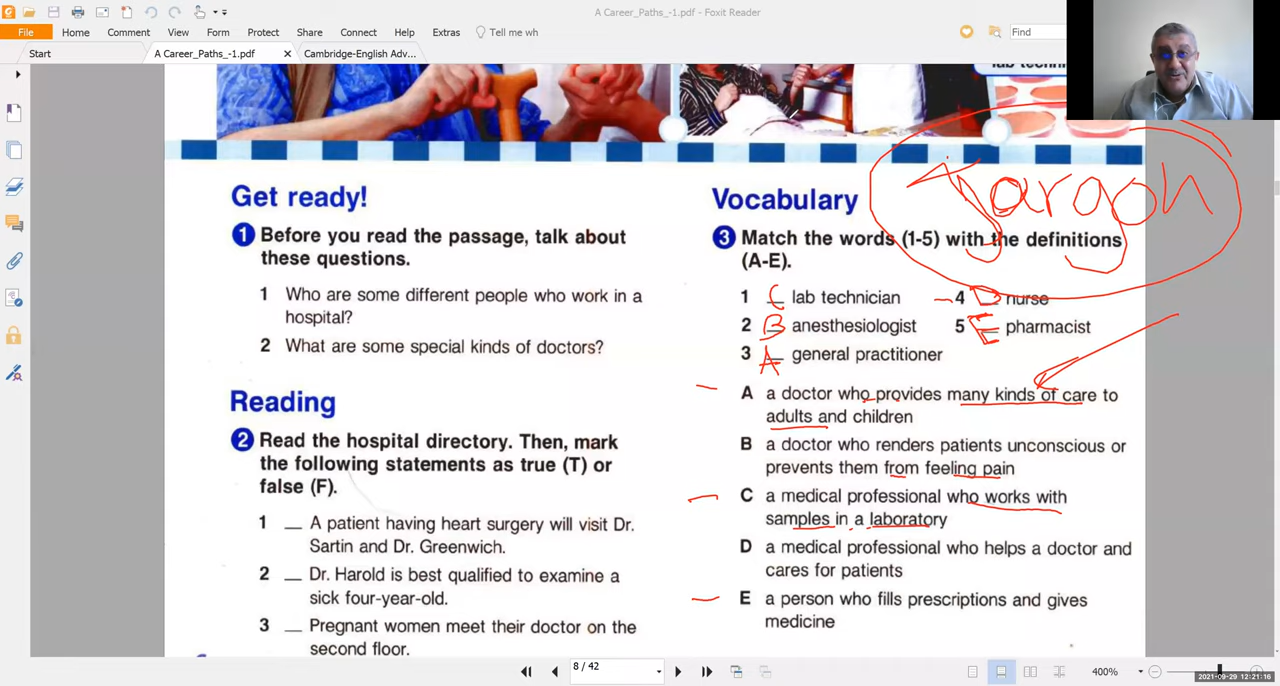 A Career_Paths_-1.pdf - Foxit Reader
File Home Comment View Form Protect Share Connect Help Extras Tell me wh Find
Start A Career_Paths_-1.pdf Cambridge-English Adv...
lab techni
Get ready!
1 Before you read the passage, talk about
these questions.
1 Who are some different people who work in a
hospital?
2 What are some special kinds of doctors?
Reading
2 Read the hospital directory. Then, mark
the following statements as true (T) or
false (F).
1 __ A patient having heart surgery will visit Dr.
Sartin and Dr. Greenwich.
2 __ Dr. Harold is best qualified to examine a
sick four-year-old.
3 __ Pregnant women meet their doctor on the
second floor.
Vocabulary
Jargon
3 Match the words (1-5) with the definitions
(A-E).
1 C lab technician 4 D nurse
2 B anesthesiologist 5 E pharmacist
3 A general practitioner
A a doctor who provides many kinds of care to
adults and children
B a doctor who renders patients unconscious or
prevents them from feeling pain
C a medical professional who works with
samples in a laboratory
D a medical professional who helps a doctor and
cares for patients
E a person who fills prescriptions and gives
medicine
8 / 42 400%
2021-09-29 12:21:16